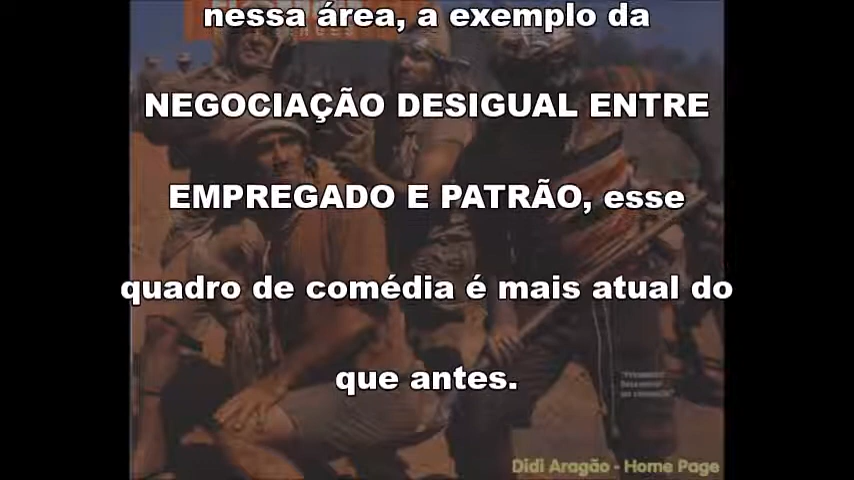 nessa área, a exemplo da
NEGOCIAÇÃO DESIGUAL ENTRE
EMPREGADO E PATRÃO, esse
quadro de comédia é mais atual do
que antes.
Didi Aragão - Home Page